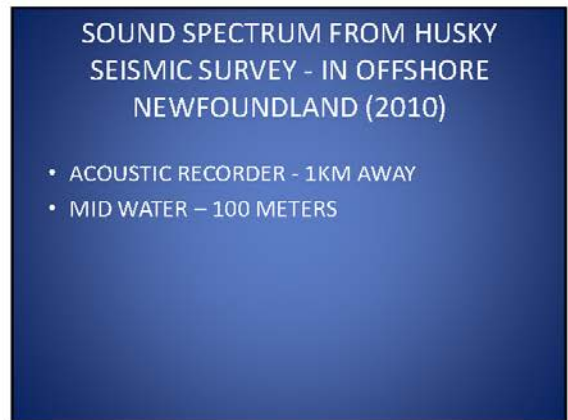 SOUND SPECTRUM FROM HUSKY
SEISMIC SURVEY - IN OFFSHORE
NEWFOUNDLAND (2010)
• ACOUSTIC RECORDER - 1KM AWAY
• MID WATER – 100 METERS